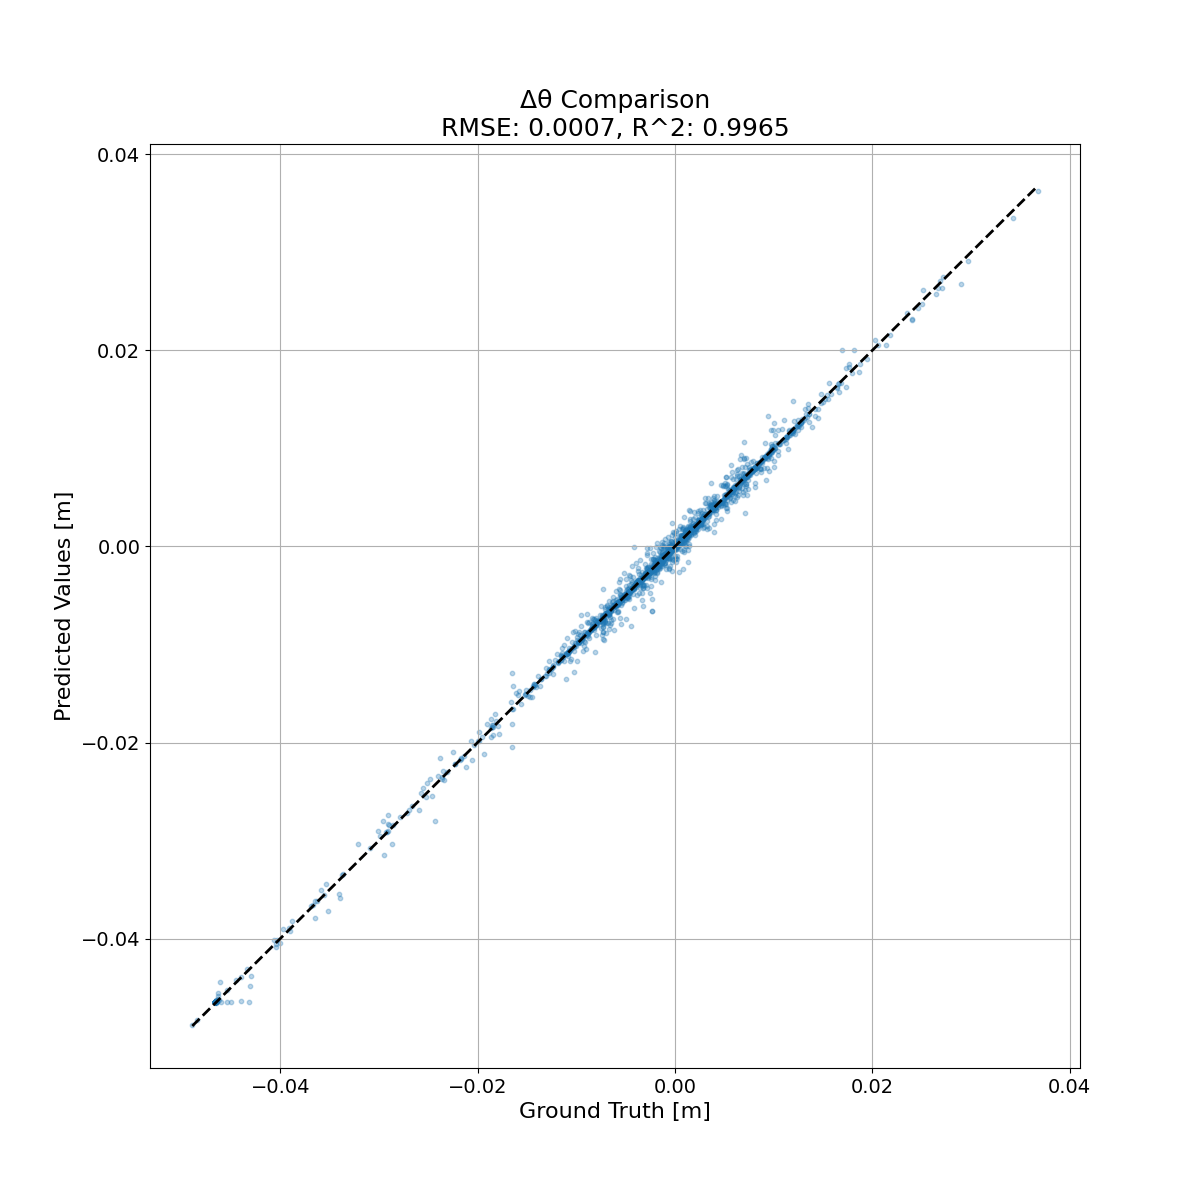 Δθ Comparison
RMSE: 0.0007, R^2: 0.9965
0.04
0.02
0.00
−0.02
−0.04
Predicted Values [m]
−0.04 −0.02 0.00 0.02 0.04
Ground Truth [m]